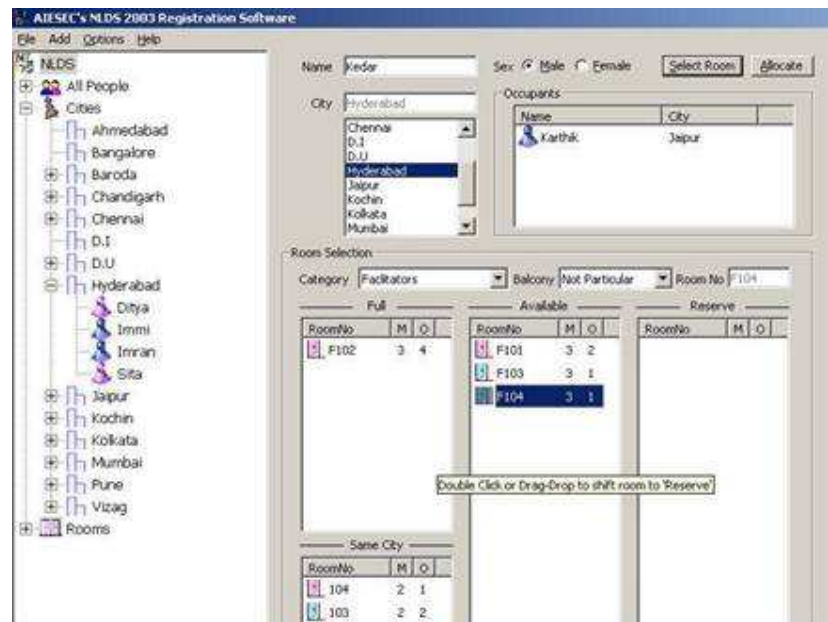 AIESEC's NLDS 2003 Registration Software
File Add Options Help
NLDS
All People
Cities
Ahmedabad
Bangalore
Baroda
Chandigarh
Chennai
D.I
D.U
Hyderabad
Ditya
Immi
Imran
Sita
Jaipur
Kochin
Kolkata
Mumbai
Pune
Vizag
Rooms
Name Kedar Sex Male Female Select Room Allocate
City Hyderabad
Chennai
D.I
D.U
Hyderabad
Jaipur
Kochin
Kolkata
Mumbai
Occupants
Name City
Karthik Jaipur
Room Selection
Category Facilitators Balcony Not Particular Room No F104
Full
RoomNo M O
F102 3 4
Available
RoomNo M O
F101 3 2
F103 3 1
F104 3 1
Reserve
RoomNo M O
Double Click or Drag-Drop to shift room to 'Reserve'
Same City
RoomNo M O
104 2 1
103 2 2